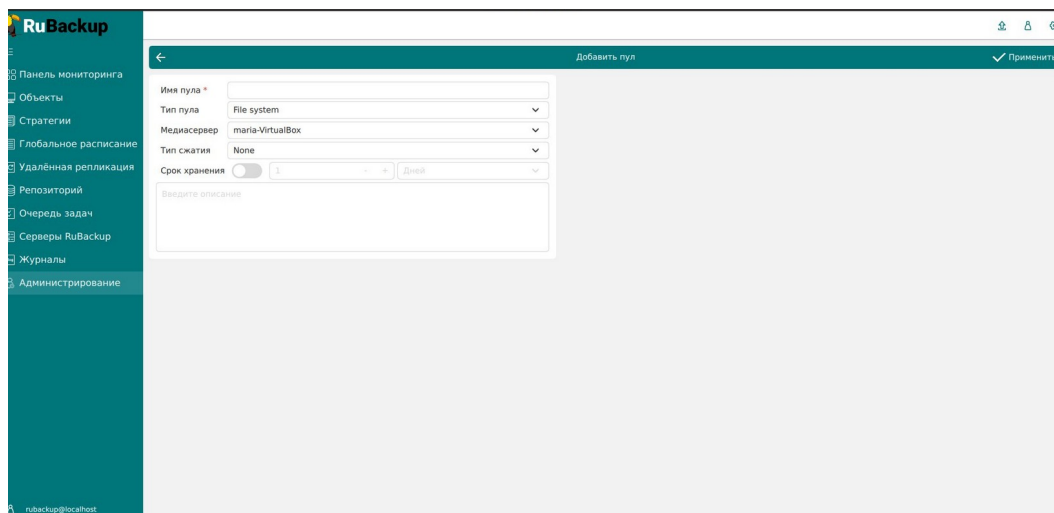 RuBackup
Добавить пул
Применить
Панель мониторинга
Объекты
Стратегии
Глобальное расписание
Удалённая репликация
Репозиторий
Очередь задач
Серверы RuBackup
Журналы
Администрирование
rubackup@localhost
Имя пула *
Тип пула File system
Медиасервер maria-VirtualBox
Тип сжатия None
Срок хранения 1 - + Дней
Введите описание